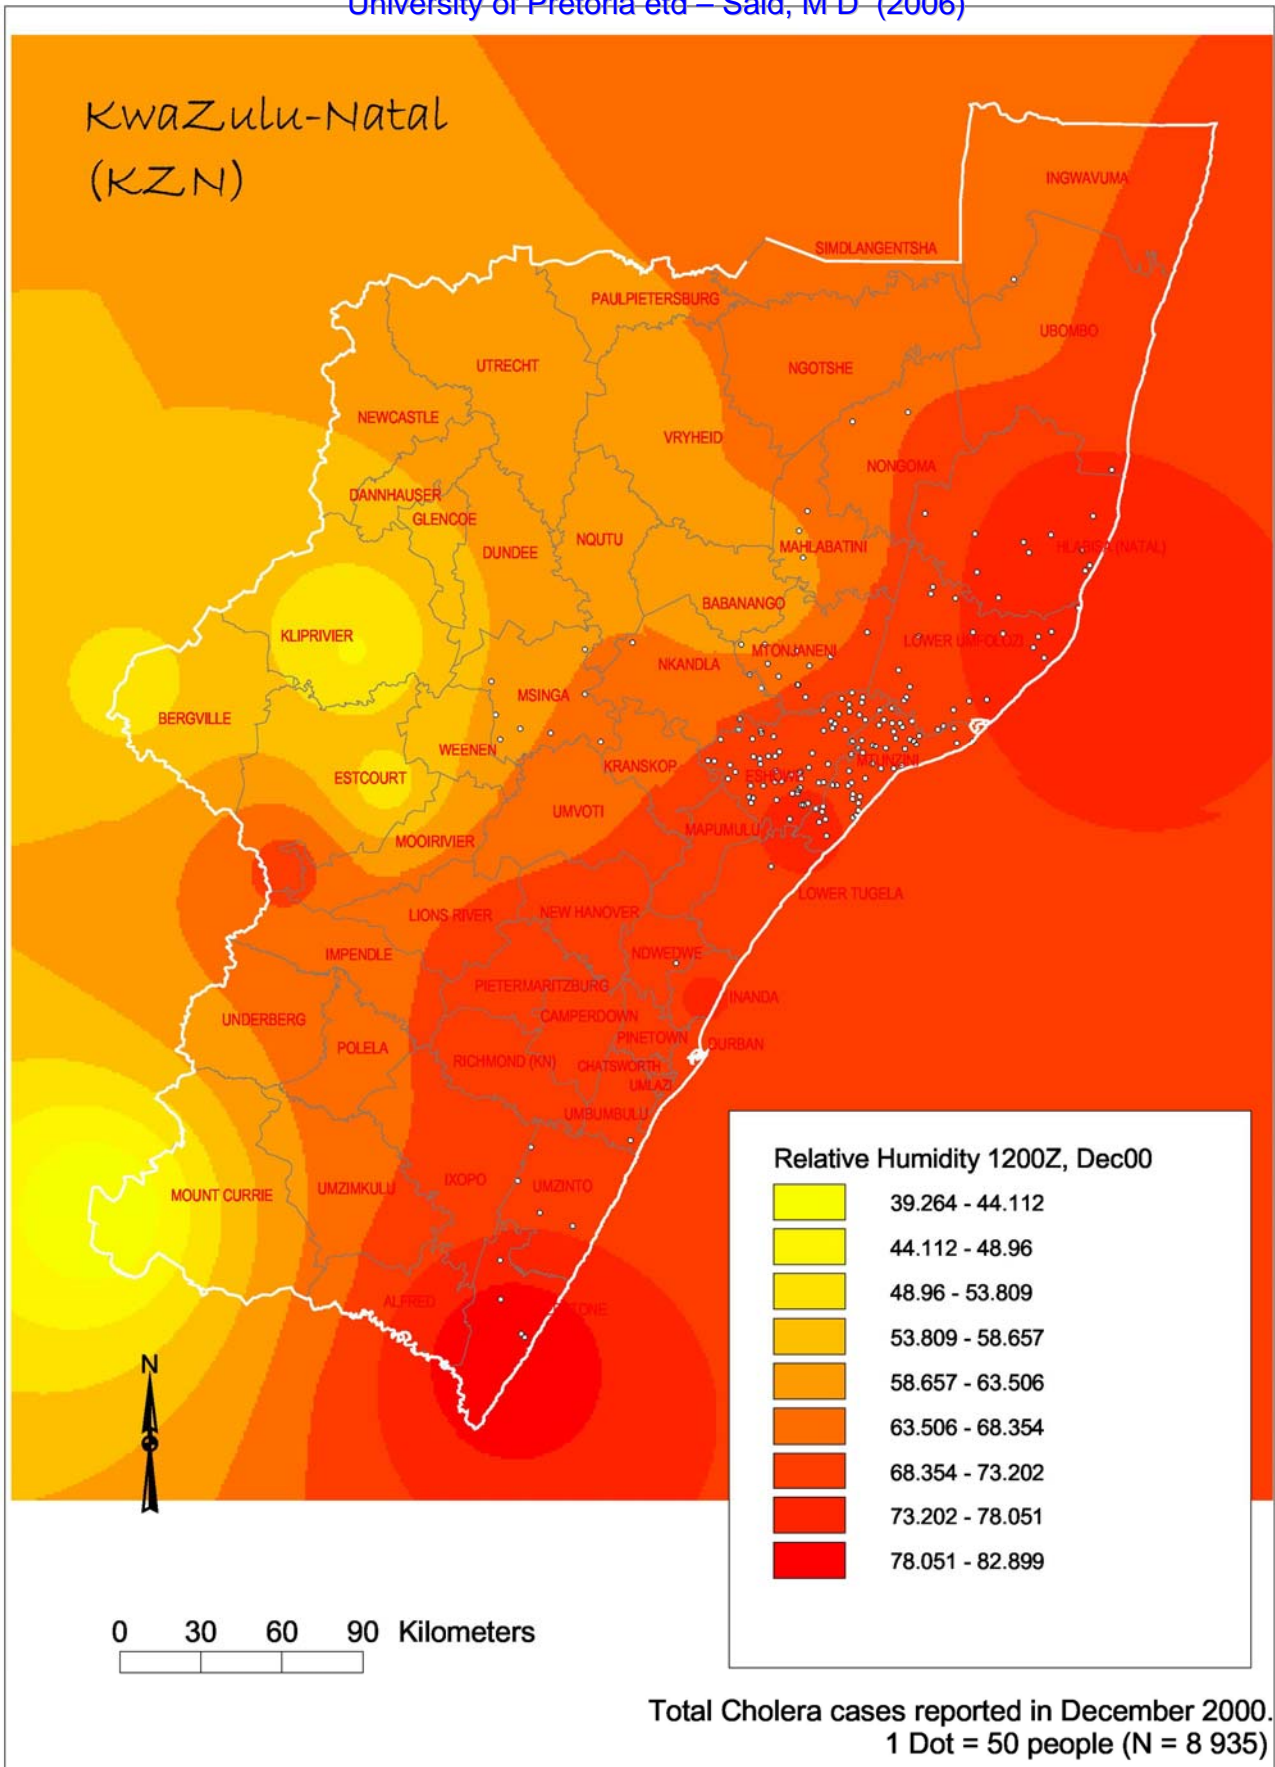 University of Pretoria etd – Said, M D (2006)
KwaZulu-Natal
(KZN)
INGWAVUMA
SIMDLANGENTSHA
PAULPIETERSBURG
UBOMBO
UTRECHT
NGOTSHE
NEWCASTLE
VRYHEID
NONGOMA
DANNHAUSER
GLENCOE
NQUTU
DUNDEE
MAHLABATINI
HLABISA (NATAL)
BABANANGO
KLIPRIVIER
LOWER UMFOLOZI
MTONJANENI
NKANDLA
MSINGA
BERGVILLE
WEENEN
MTUNZINI
KRANSKOP
ESTCOURT
ESHOWE
UMVOTI
MAPUMULU
MOOIRIVIER
LOWER TUGELA
LIONS RIVER
NEW HANOVER
IMPENDLE
NDWEDWE
PIETERMARITZBURG
INANDA
CAMPERDOWN
UNDERBERG
PINETOWN
DURBAN
POLELA
RICHMOND (KN)
CHATSWORTH
UMLAZI
UMBUMBULU
IXOPO
UMZINTO
UMZIMKULU
MOUNT CURRIE
ALFRED
Relative Humidity 1200Z, Dec00
39.264 - 44.112
44.112 - 48.96
48.96 - 53.809
53.809 - 58.657
58.657 - 63.506
63.506 - 68.354
68.354 - 73.202
73.202 - 78.051
78.051 - 82.899
N
0 30 60 90 Kilometers
Total Cholera cases reported in December 2000.
1 Dot = 50 people (N = 8 935)